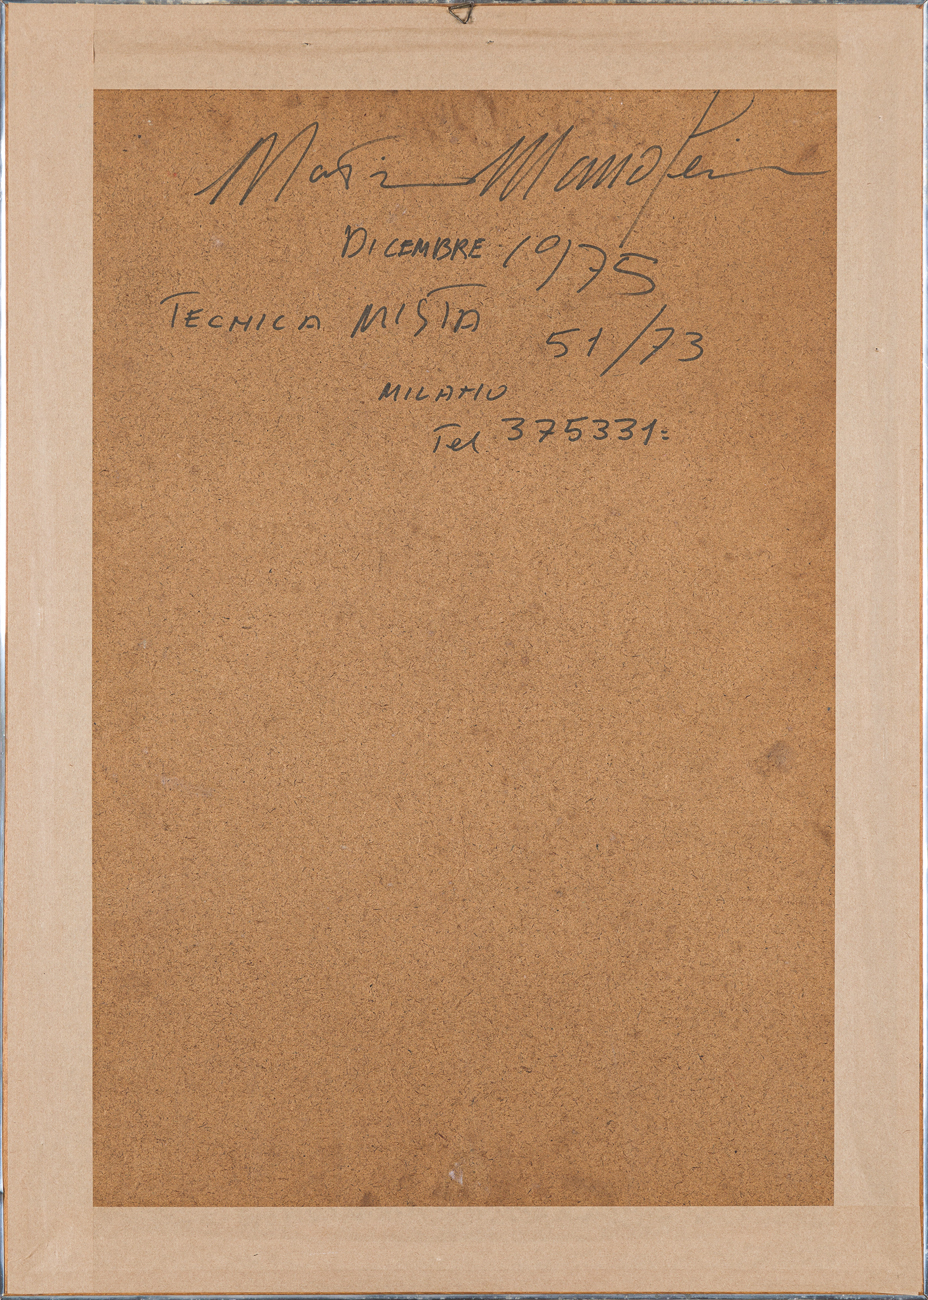 DICEMBRE 1975
TECNICA MISTA 51/73
MILANO
Tel 375331=